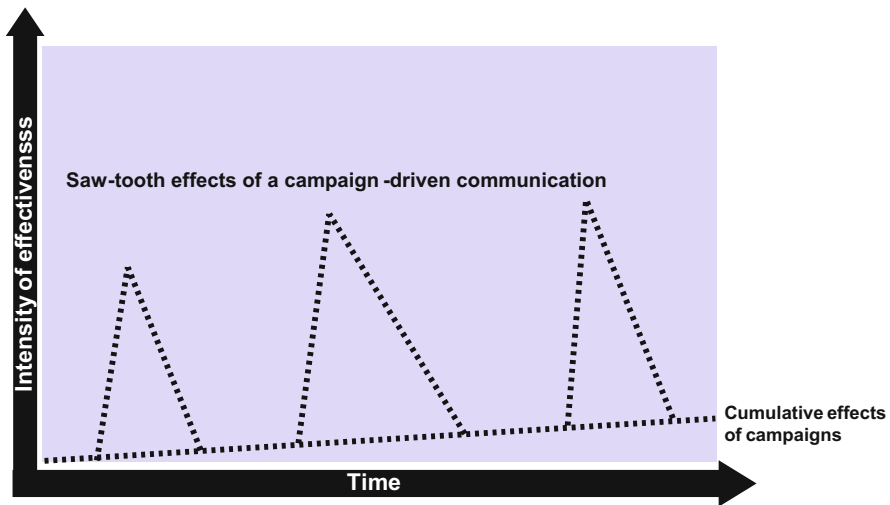 Saw-tooth effects of a campaign -driven communication
Intensity of effectivensss
Cumulative effects
of campaigns
Time